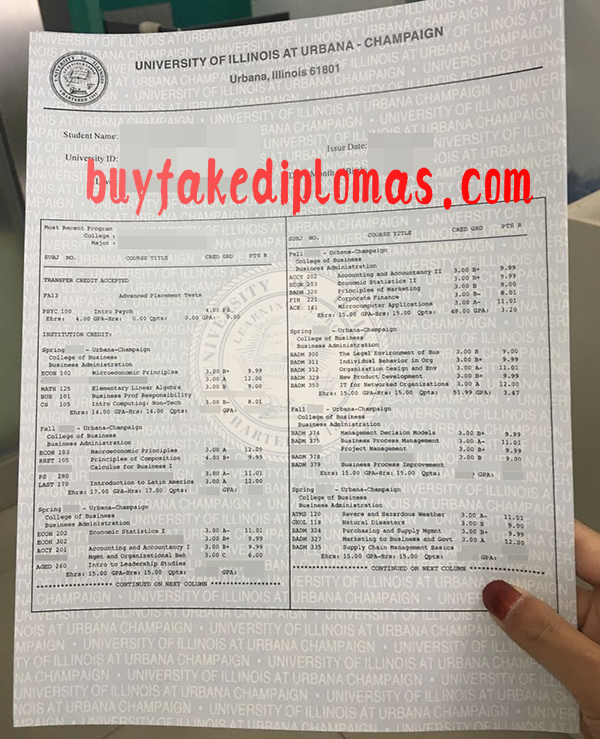 UNIVERSITY OF ILLINOIS AT URBANA - CHAMPAIGN
Urbana, Illinois 61801
Student Name:
Issue Date:
University ID:
buyfakediplomas.com
Most Recent Program
College :
Major :
SUBJ NO. COURSE TITLE CRED GRD PTS R
TRANSFER CREDIT ACCEPTED
FA13 Advanced Placement Tests
PSYC 100 Intro Psych 4.00 PS
Ehrs: 4.00 GPA-Hrs: 0.00 Qpts: 0.00 GPA: 0.00
INSTITUTION CREDIT:
Spring - Urbana-Champaign
College of Business
Business Administration
ECON 102 Microeconomic Principles 3.00 B+ 9.99
3.00 A 12.00
MATH 125 Elementary Linear Algebra 3.00 B 9.00
BUS 101 Business Prof Responsibility
CS 105 Intro Computing: Non-Tech 3.00 B- 8.01
Ehrs: 14.00 GPA-Hrs: 14.00 Qpts: GPA:
Fall - Urbana-Champaign
College of Business
Business Administration
ECON 103 Macroeconomic Principles 3.00 A 12.00
RHET 105 Principles of Composition 4.00 B+ 9.99
Calculus for Business I
PS 280 3.00 A- 11.01
LAST 170 Introduction to Latin America 3.00 A 12.00
Ehrs: 17.00 GPA-Hrs: 17.00 Qpts: GPA:
Spring - Urbana-Champaign
College of Business
Business Administration
ECON 202 Economic Statistics I 3.00 A- 11.01
ECON 302 3.00 B+ 9.99
ACCY 201 Accounting and Accountancy I 3.00 B+ 9.99
Mgmt and Organizational Beh 3.00 C 6.00
AGED 260 Intro to Leadership Studies
Ehrs: 15.00 GPA-Hrs: 15.00 Qpts: GPA:
CONTINUED ON NEXT COLUMN
SUBJ NO. COURSE TITLE CRED GRD PTS R
Fall - Urbana-Champaign
College of Business
Business Administration
ACCY 202 Accounting and Accountancy II 3.00 B+ 9.99
ECON 203 Economic Statistics II 3.00 B+ 9.99
BADM 320 Principles of Marketing 3.00 B 9.00
FIN 221 Corporate Finance 3.00 B- 8.01
ACE 161 Microcomputer Applications 3.00 A- 11.01
Ehrs: 15.00 GPA-Hrs: 15.00 Qpts: 48.00 GPA: 3.20
Spring - Urbana-Champaign
College of Business
Business Administration
BADM 300 The Legal Environment of Bus 3.00 B 9.00
BADM 311 Individual Behavior in Org 3.00 B+ 9.99
BADM 312 Organization Design and Env 3.00 A- 11.01
BADM 329 New Product Development 3.00 B+ 9.99
BADM 350 IT for Networked Organizations 3.00 A 12.00
Ehrs: 15.00 GPA-Hrs: 15.00 Qpts: 51.99 GPA: 3.47
Fall - Urbana-Champaign
College of Business
Business Administration
BADM 374 Management Decision Models 3.00 B+ 9.99
BADM 375 Business Process Management 3.00 A- 11.01
Project Management 3.00 B+ 9.99
BADM 378 3.00 B 9.00
BADM 379 Business Process Improvement
Ehrs: 15.00 GPA-Hrs: 15.00 Qpts: GPA:
Spring - Urbana-Champaign
College of Business
Business Administration
ATMS 120 Severe and Hazardous Weather 3.00 A- 11.01
GEOL 118 Natural Disasters 3.00 B 9.00
BADM 324 Purchasing and Supply Mgmnt 3.00 B+ 9.99
BADM 327 Marketing to Business and Govt 3.00 A- 11.01
BADM 335 Supply Chain Management Basics 3.00 A 12.00
Ehrs: 15.00 GPA-Hrs: 15.00 Qpts: GPA:
CONTINUED ON NEXT COLUMN